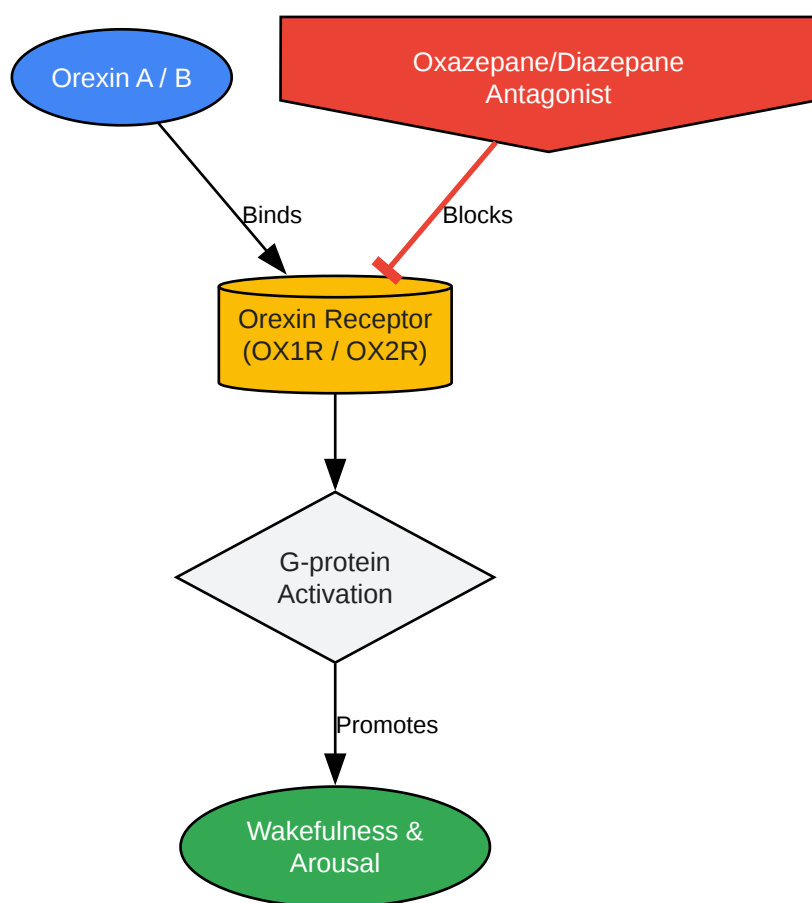 Orexin A / B
Oxazepane/Diazepane
Antagonist
Binds
Blocks
Orexin Receptor
(OX1R / OX2R)
G-protein
Activation
Promotes
Wakefulness &
Arousal